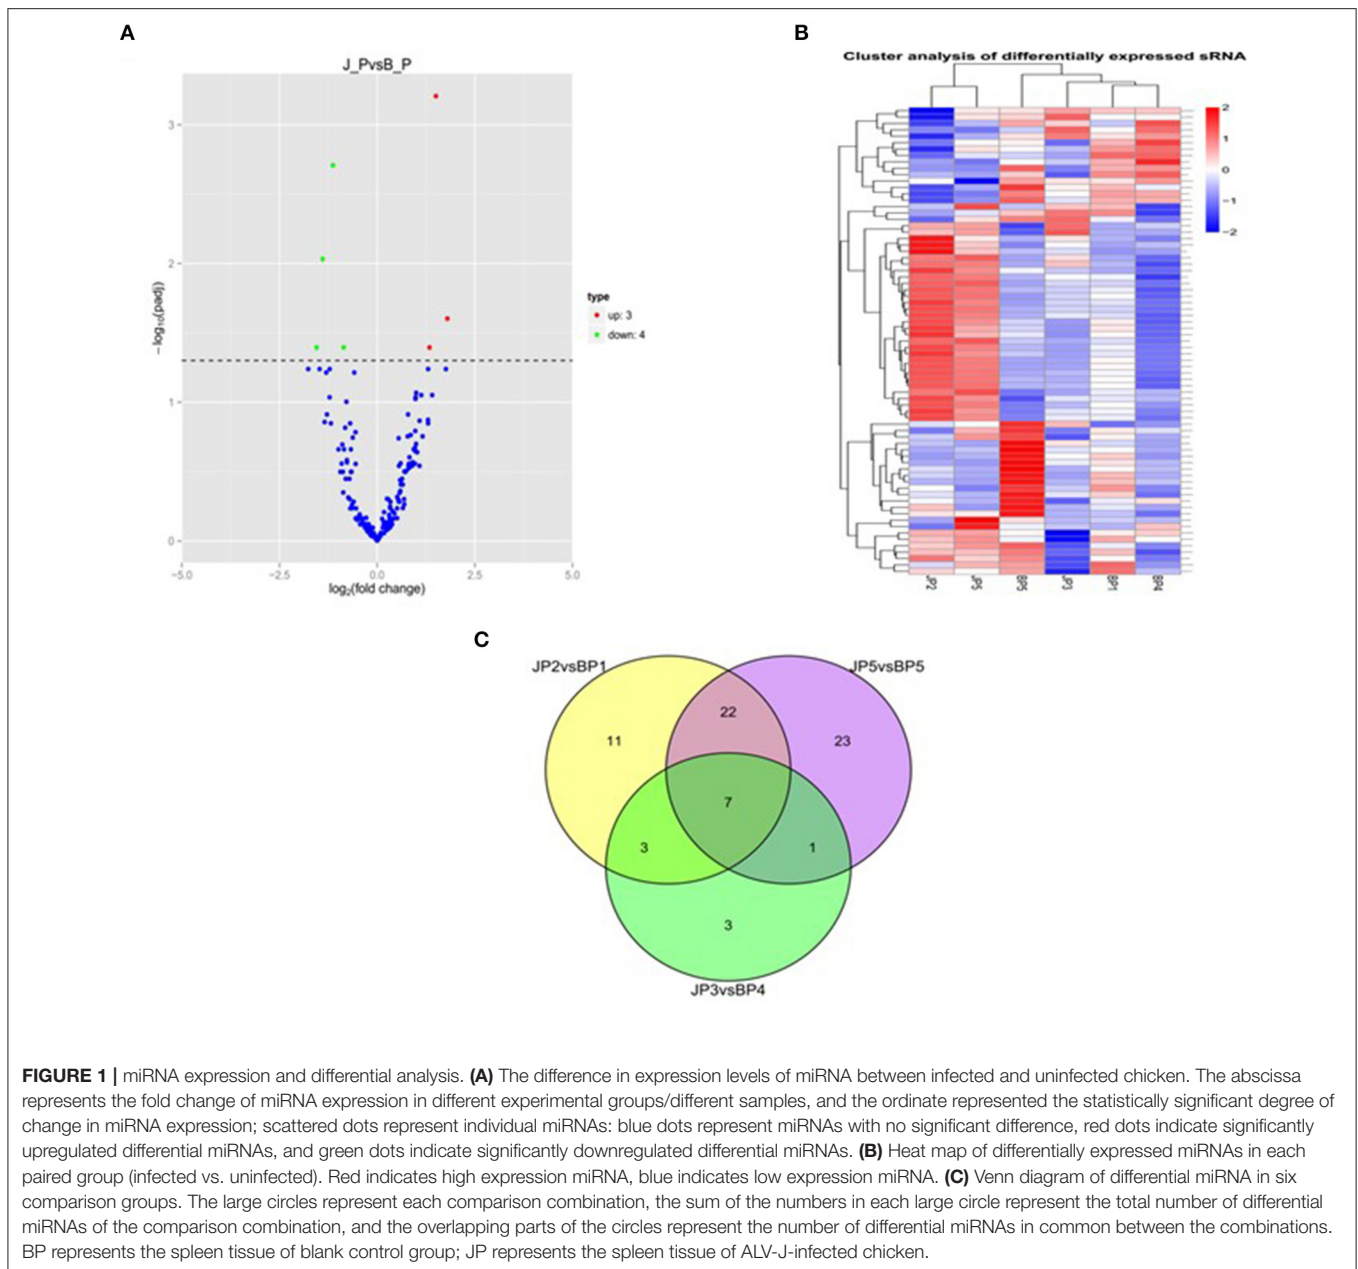 A
J_PvsB_P
3
2
1
0
− log10(padj)
−5.0
−2.5
0.0
2.5
5.0
log2(fold change)
type
up: 3
down: 4
B
Cluster analysis of differentially expressed sRNA
2
1
0
−1
−2
JP2
JP5
BP5
JP3
BP1
BP4
C
JP2vsBP1
JP5vsBP5
22
11
23
7
3
1
3
JP3vsBP4
FIGURE 1 | miRNA expression and differential analysis. (A) The difference in expression levels of miRNA between infected and uninfected chicken. The abscissa
represents the fold change of miRNA expression in different experimental groups/different samples, and the ordinate represented the statistically significant degree of
change in miRNA expression; scattered dots represent individual miRNAs: blue dots represent miRNAs with no significant difference, red dots indicate significantly
upregulated differential miRNAs, and green dots indicate significantly downregulated differential miRNAs. (B) Heat map of differentially expressed miRNAs in each
paired group (infected vs. uninfected). Red indicates high expression miRNA, blue indicates low expression miRNA. (C) Venn diagram of differential miRNA in six
comparison groups. The large circles represent each comparison combination, the sum of the numbers in each large circle represent the total number of differential
miRNAs of the comparison combination, and the overlapping parts of the circles represent the number of differential miRNAs in common between the combinations.
BP represents the spleen tissue of blank control group; JP represents the spleen tissue of ALV-J-infected chicken.